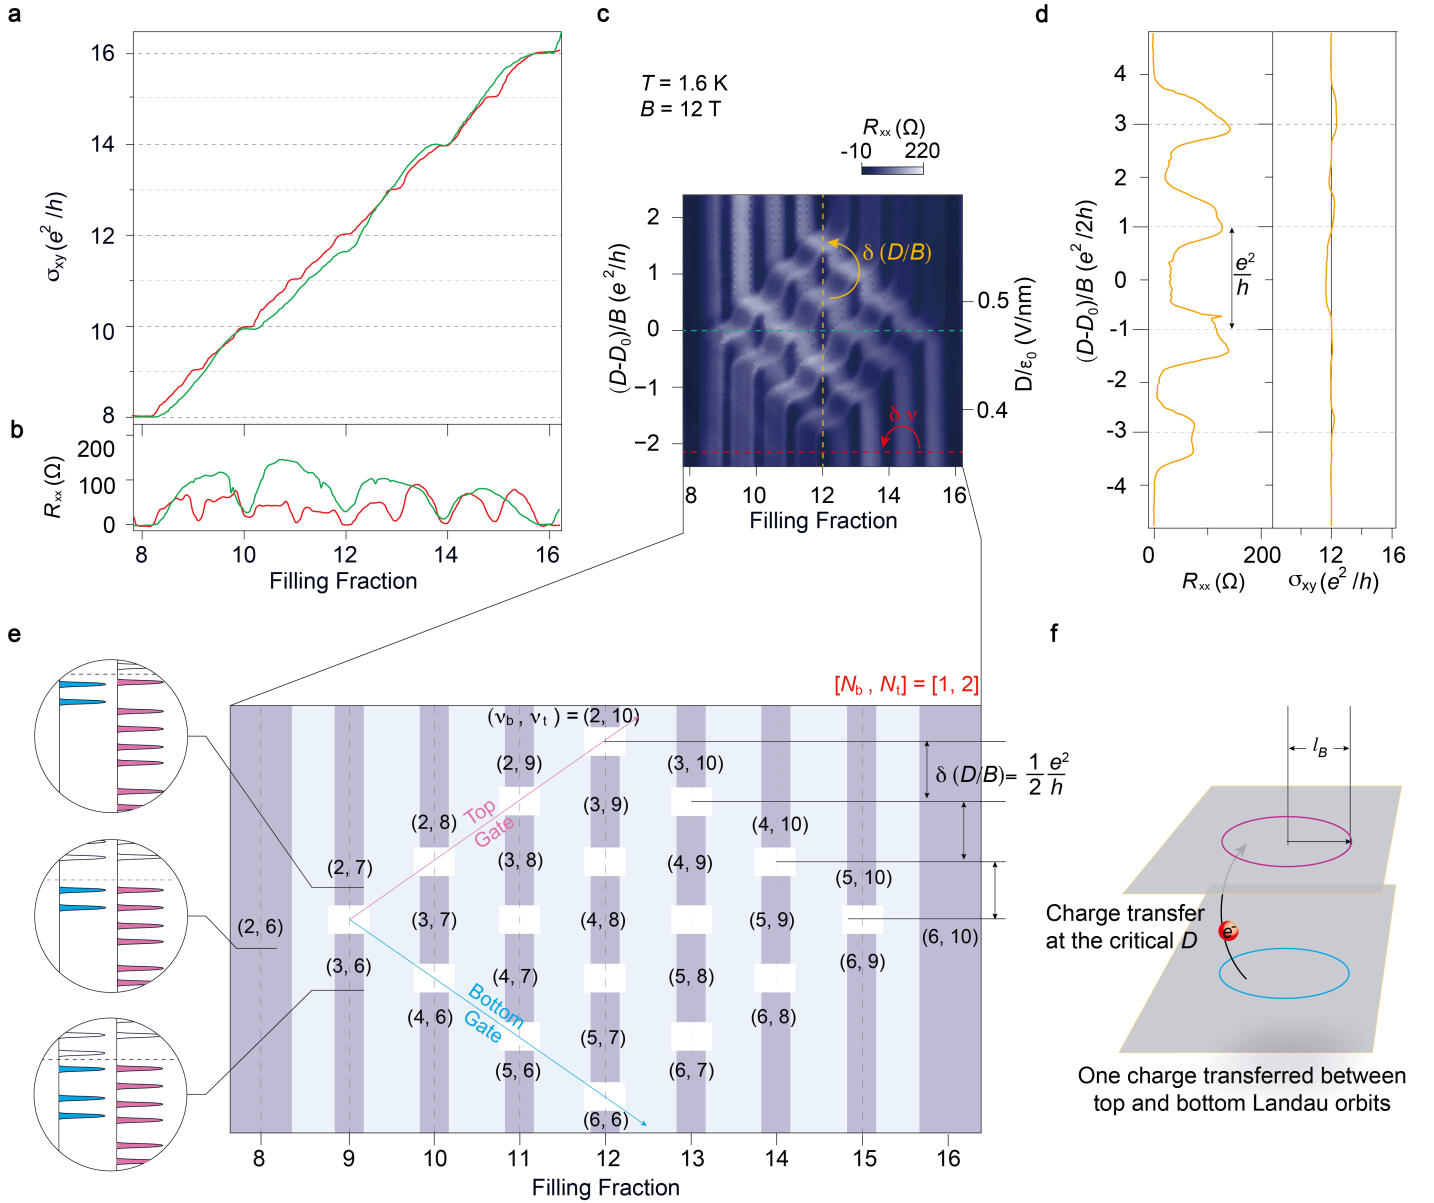 a
16
14
12
10
8
σxy (e2/h)
b
200
100
0
Rxx (Ω)
8 10 12 14 16
Filling Fraction
c
T = 1.6 K
B = 12 T
Rxx (Ω)
-10 220
2
1
0
−1
−2
(D-D0)/B (e2/h)
δ (D/B)
δ ν
0.5
0.4
D/ε0 (V/nm)
8 10 12 14 16
Filling Fraction
d
4
3
2
1
0
-1
-2
-3
-4
(D-D0)/B (e2/2h)
e2
h
0 200 12 16
Rxx (Ω) σxy (e2/h)
e
[Nb, Nt] = [1, 2]
(νb, νt) = (2, 10)
(2, 9) (3, 10)
δ (D/B) = 1 e2
2 h
(3, 9)
(2, 8) (4, 10)
Top
Gate
(3, 8) (4, 9)
(2, 7) (5, 10)
(2, 6) (3, 7) (4, 8) (5, 9) (6, 10)
(3, 6) (4, 7) (5, 8) (6, 9)
Bottom
Gate
(4, 6) (6, 8)
(5, 7)
(5, 6) (6, 7)
(6, 6)
8 9 10 11 12 13 14 15 16
Filling Fraction
f
lB
Charge transfer
at the critical D
e-
One charge transferred between
top and bottom Landau orbits